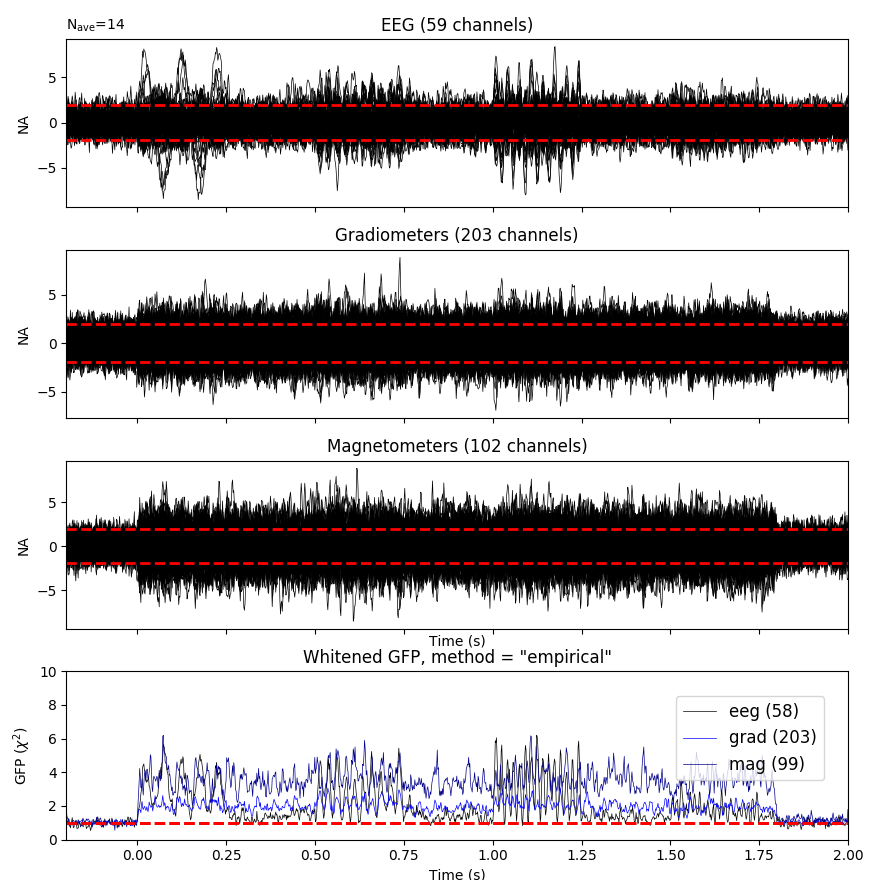 N_ave=14
EEG (59 channels)
5
0
−5
NA
Gradiometers (203 channels)
5
0
−5
NA
Magnetometers (102 channels)
5
0
−5
NA
Time (s)
Whitened GFP, method = "empirical"
10
8
6
4
2
0
GFP (χ²)
eeg (58)
grad (203)
mag (99)
0.00 0.25 0.50 0.75 1.00 1.25 1.50 1.75 2.00
Time (s)